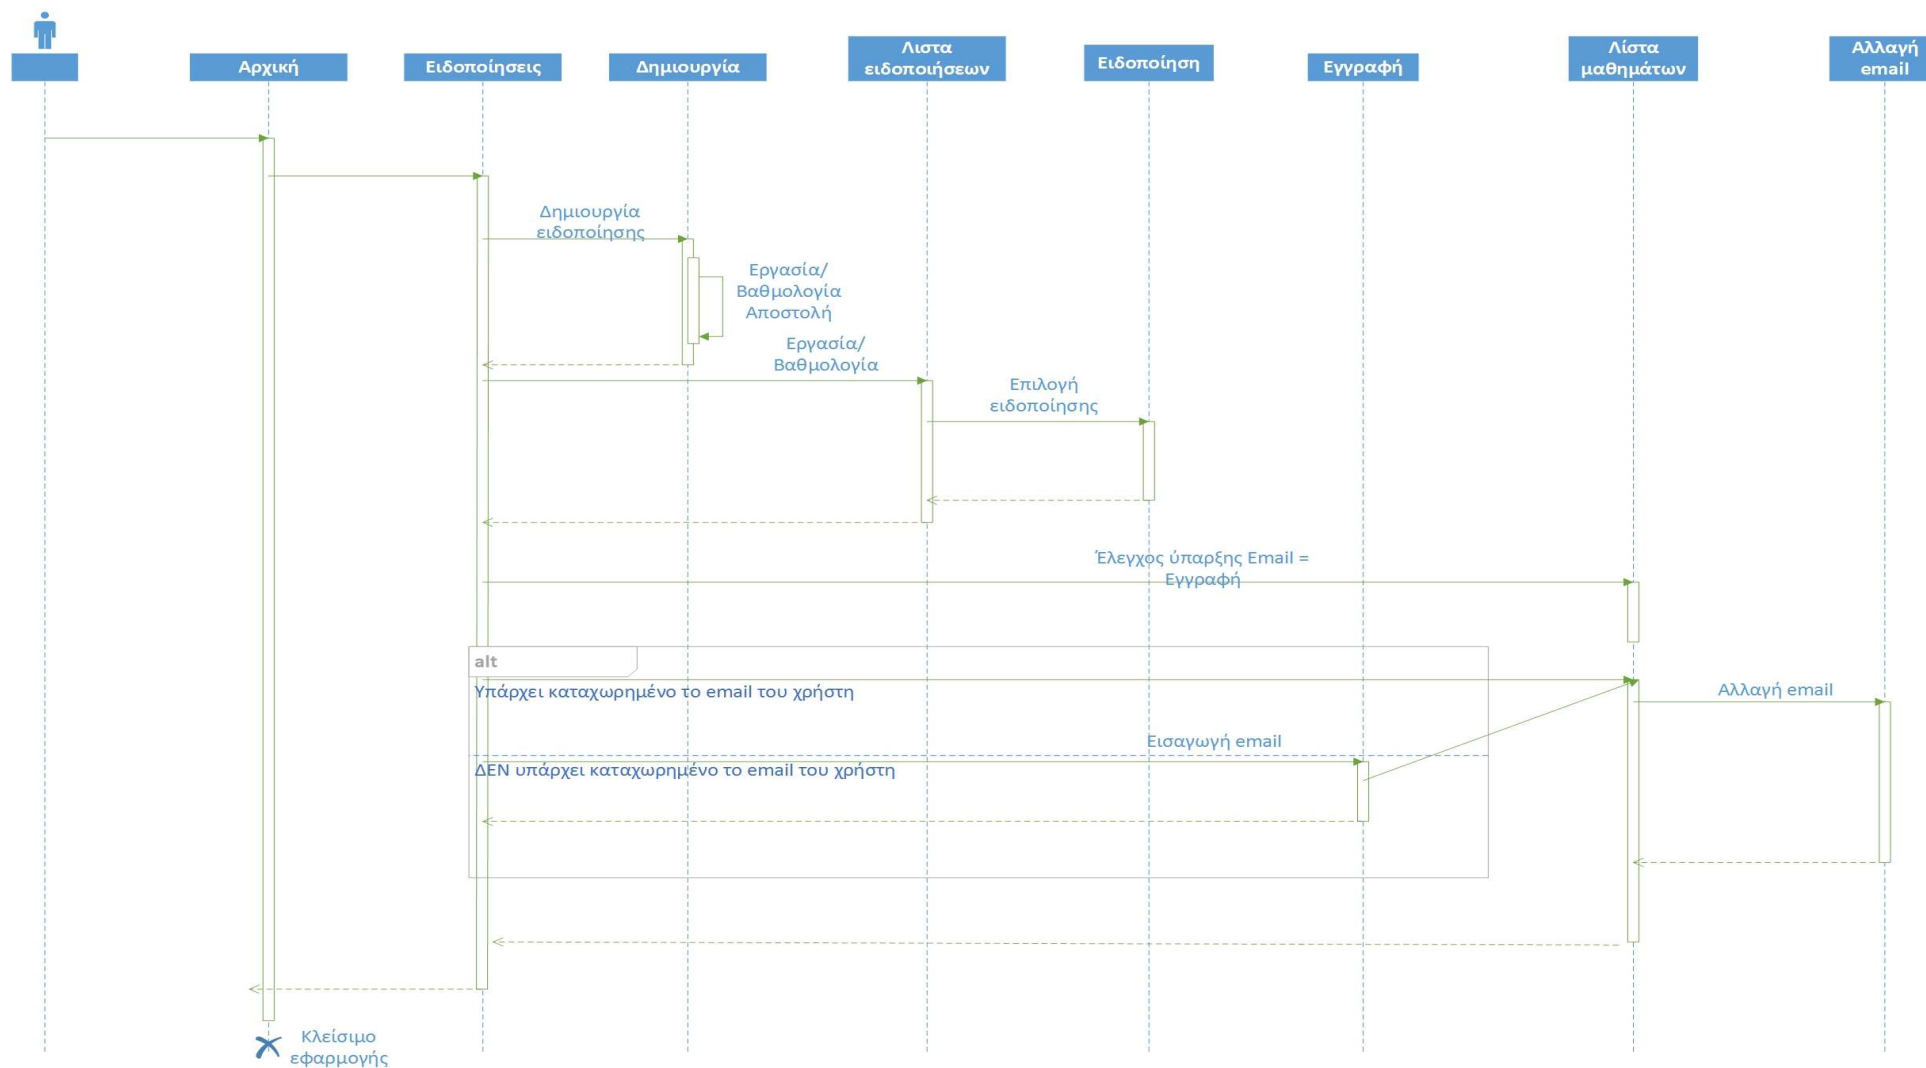 Αρχική
Ειδοποίησεις
Δημιουργία
Λιστα
ειδοποιήσεων
Ειδοποίηση
Εγγραφή
Λίστα
μαθημάτων
Αλλαγή
email
Δημιουργία
ειδοποίησης
Εργασία/
Βαθμολογία
Αποστολή
Εργασία/
Βαθμολογία
Επιλογή
ειδοποίησης
Έλεγχος ύπαρξης Email =
Εγγραφή
alt
Υπάρχει καταχωρημένο το email του χρήστη
Αλλαγή email
Εισαγωγή email
ΔΕΝ υπάρχει καταχωρημένο το email του χρήστη
Κλείσιμο
εφαρμογής